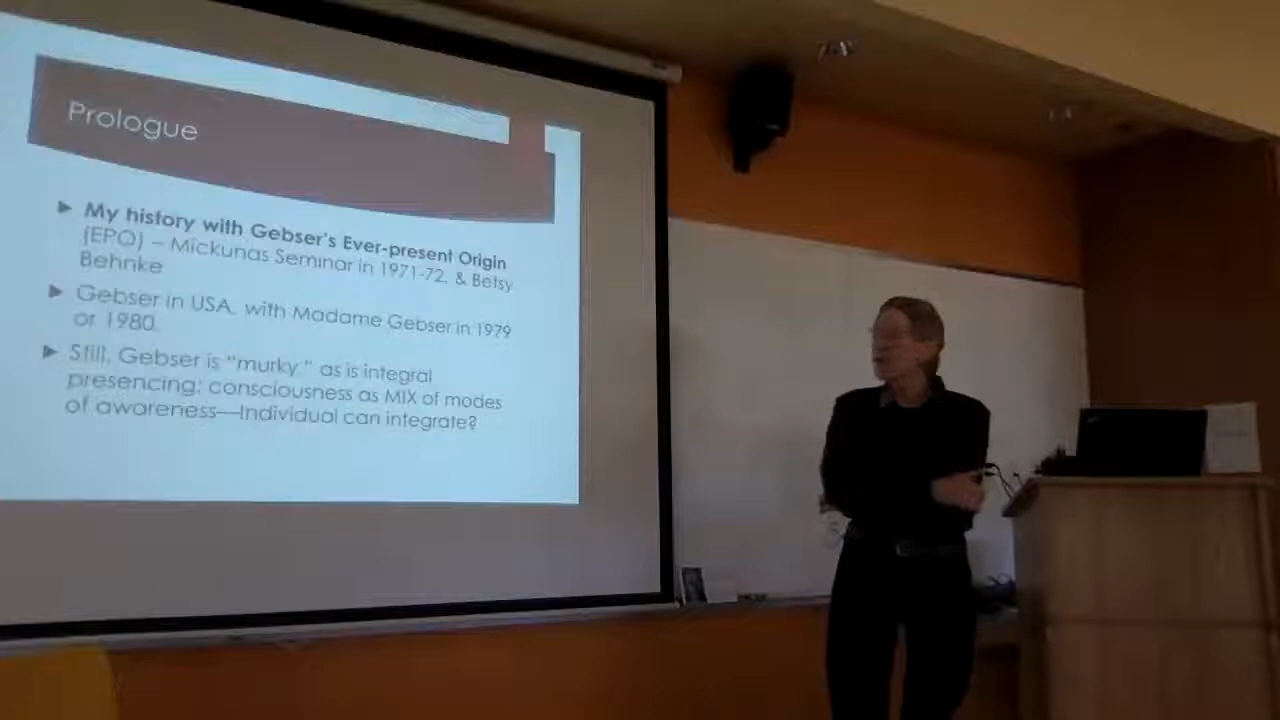 Prologue
My history with Gebser's Ever-present Origin
(EPO) – Mickunas Seminar in 1971-72, & Betsy
Behnke
Gebser in USA, with Madame Gebser in 1979
or 1980.
Still, Gebser is "murky," as is integral
presencing: consciousness as MIX of modes
of awareness—Individual can integrate?